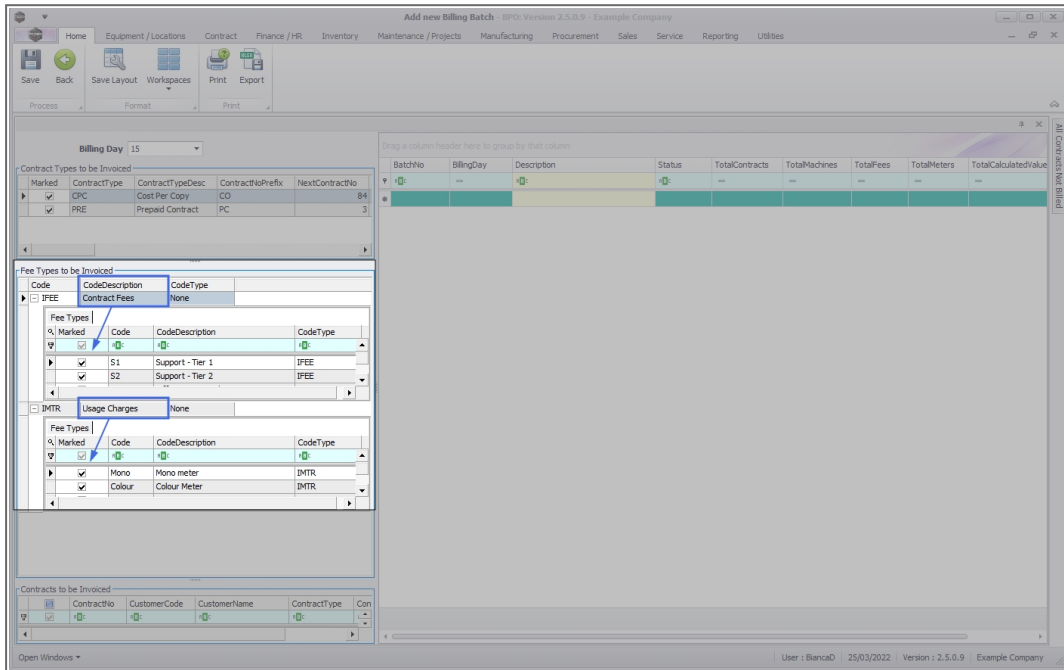 Add new Billing Batch - BPO: Version 2.5.0.9 - Example Company
Home Equipment / Locations Contract Finance / HR Inventory Maintenance / Projects Manufacturing Procurement Sales Service Reporting Utilities
Save Back Save Layout Workspaces Print Export
Process Format Print
All Contracts Not Billed
Billing Day 15
Drag a column header here to group by that column
Contract Types to be Invoiced
Marked ContractType ContractTypeDesc ContractNoPrefix NextContractNo
CPC Cost Per Copy CO 84
PRE Prepaid Contract PC 3
BatchNo BillingDay Description Status TotalContracts TotalMachines TotalFees TotalMeters TotalCalculatedValue
Fee Types to be Invoiced
Code CodeDescription CodeType
IFEE Contract Fees None
Fee Types
Marked Code CodeDescription CodeType
S1 Support - Tier 1 IFEE
S2 Support - Tier 2 IFEE
IMTR Usage Charges None
Fee Types
Marked Code CodeDescription CodeType
Mono Mono meter IMTR
Colour Colour Meter IMTR
Contracts to be Invoiced
ContractNo CustomerCode CustomerName ContractType Con
Open Windows User : BiancaD 25/03/2022 Version : 2.5.0.9 Example Company